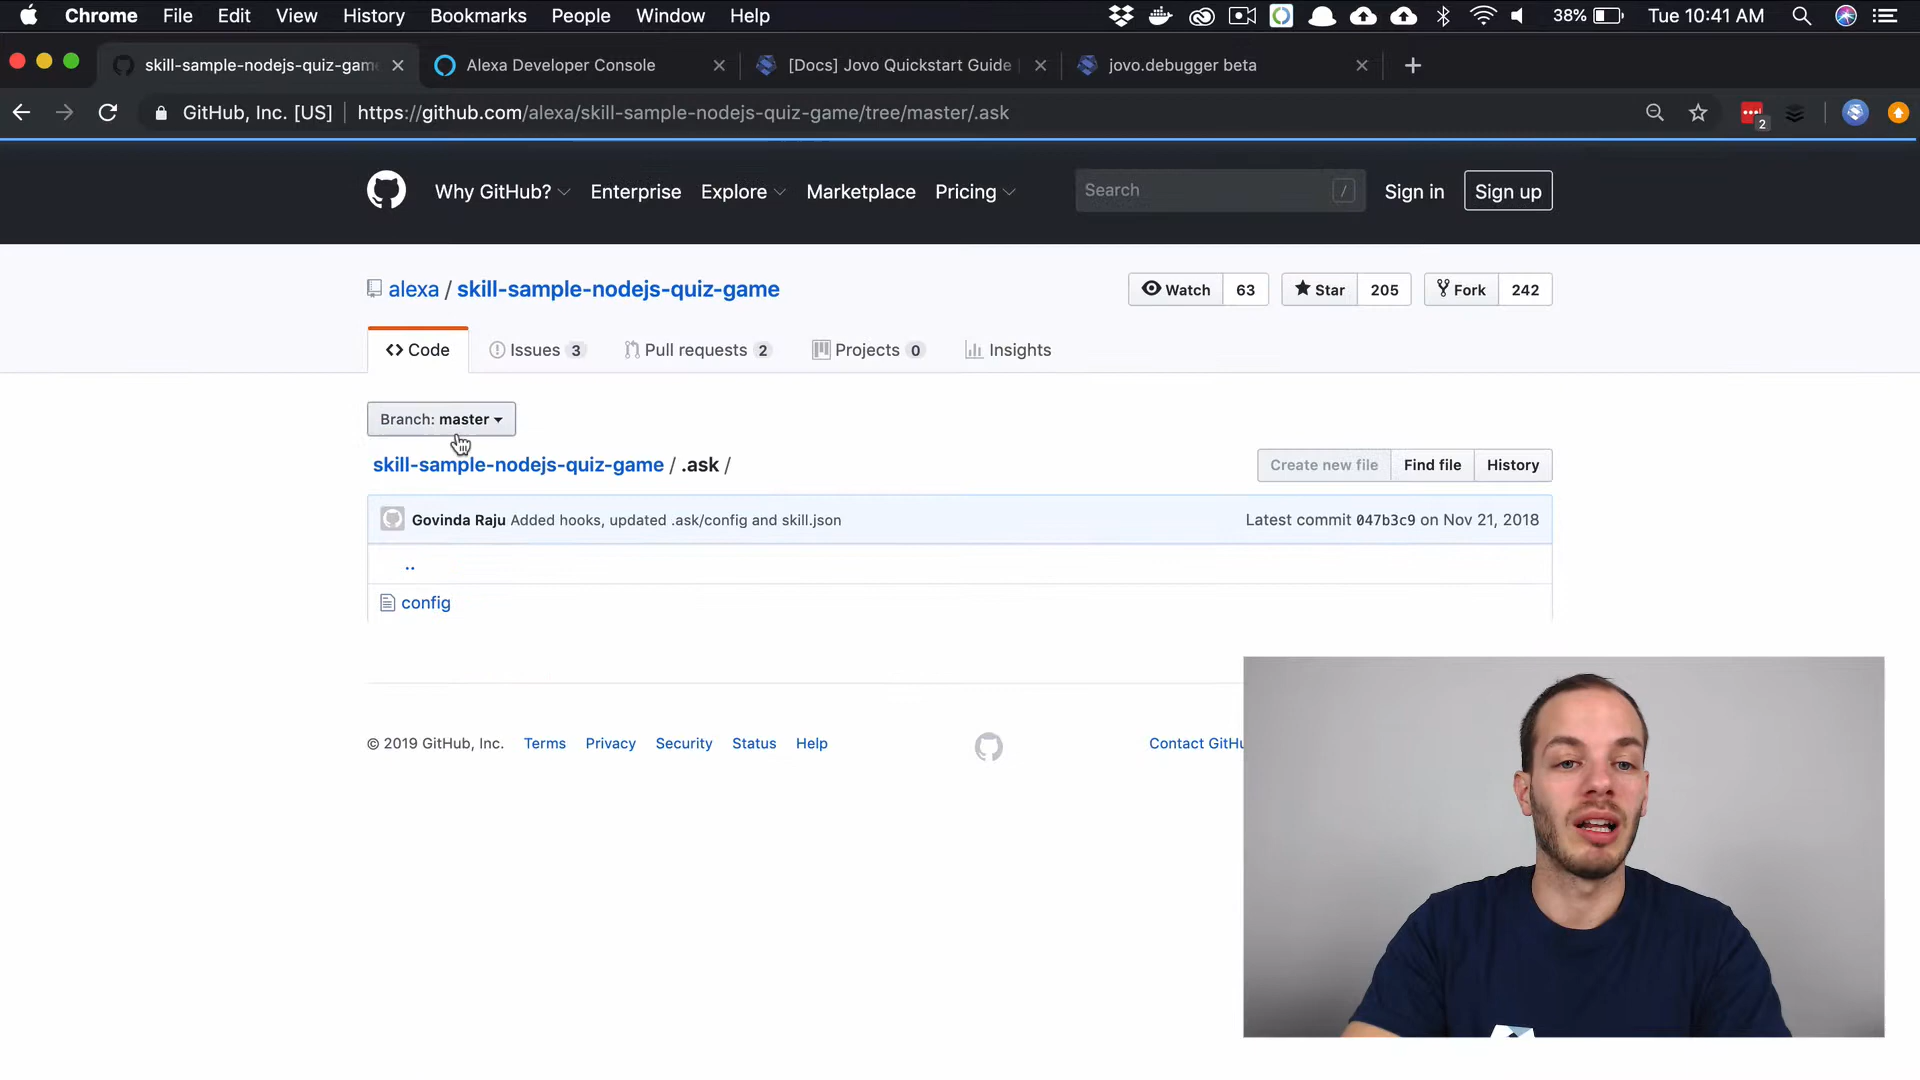 Chrome File Edit View History Bookmarks People Window Help 38% Tue 10:41 AM
skill-sample-nodejs-quiz-game Alexa Developer Console [Docs] Jovo Quickstart Guide jovo.debugger beta
GitHub, Inc. [US] https://github.com/alexa/skill-sample-nodejs-quiz-game/tree/master/.ask 2
Why GitHub? Enterprise Explore Marketplace Pricing Search / Sign in Sign up
alexa / skill-sample-nodejs-quiz-game Watch 63 Star 205 Fork 242
Code Issues 3 Pull requests 2 Projects 0 Insights
Branch: master
skill-sample-nodejs-quiz-game / .ask / Create new file Find file History
Govinda Raju Added hooks, updated .ask/config and skill.json Latest commit 047b3c9 on Nov 21, 2018
..
config
© 2019 GitHub, Inc. Terms Privacy Security Status Help Contact GitHu